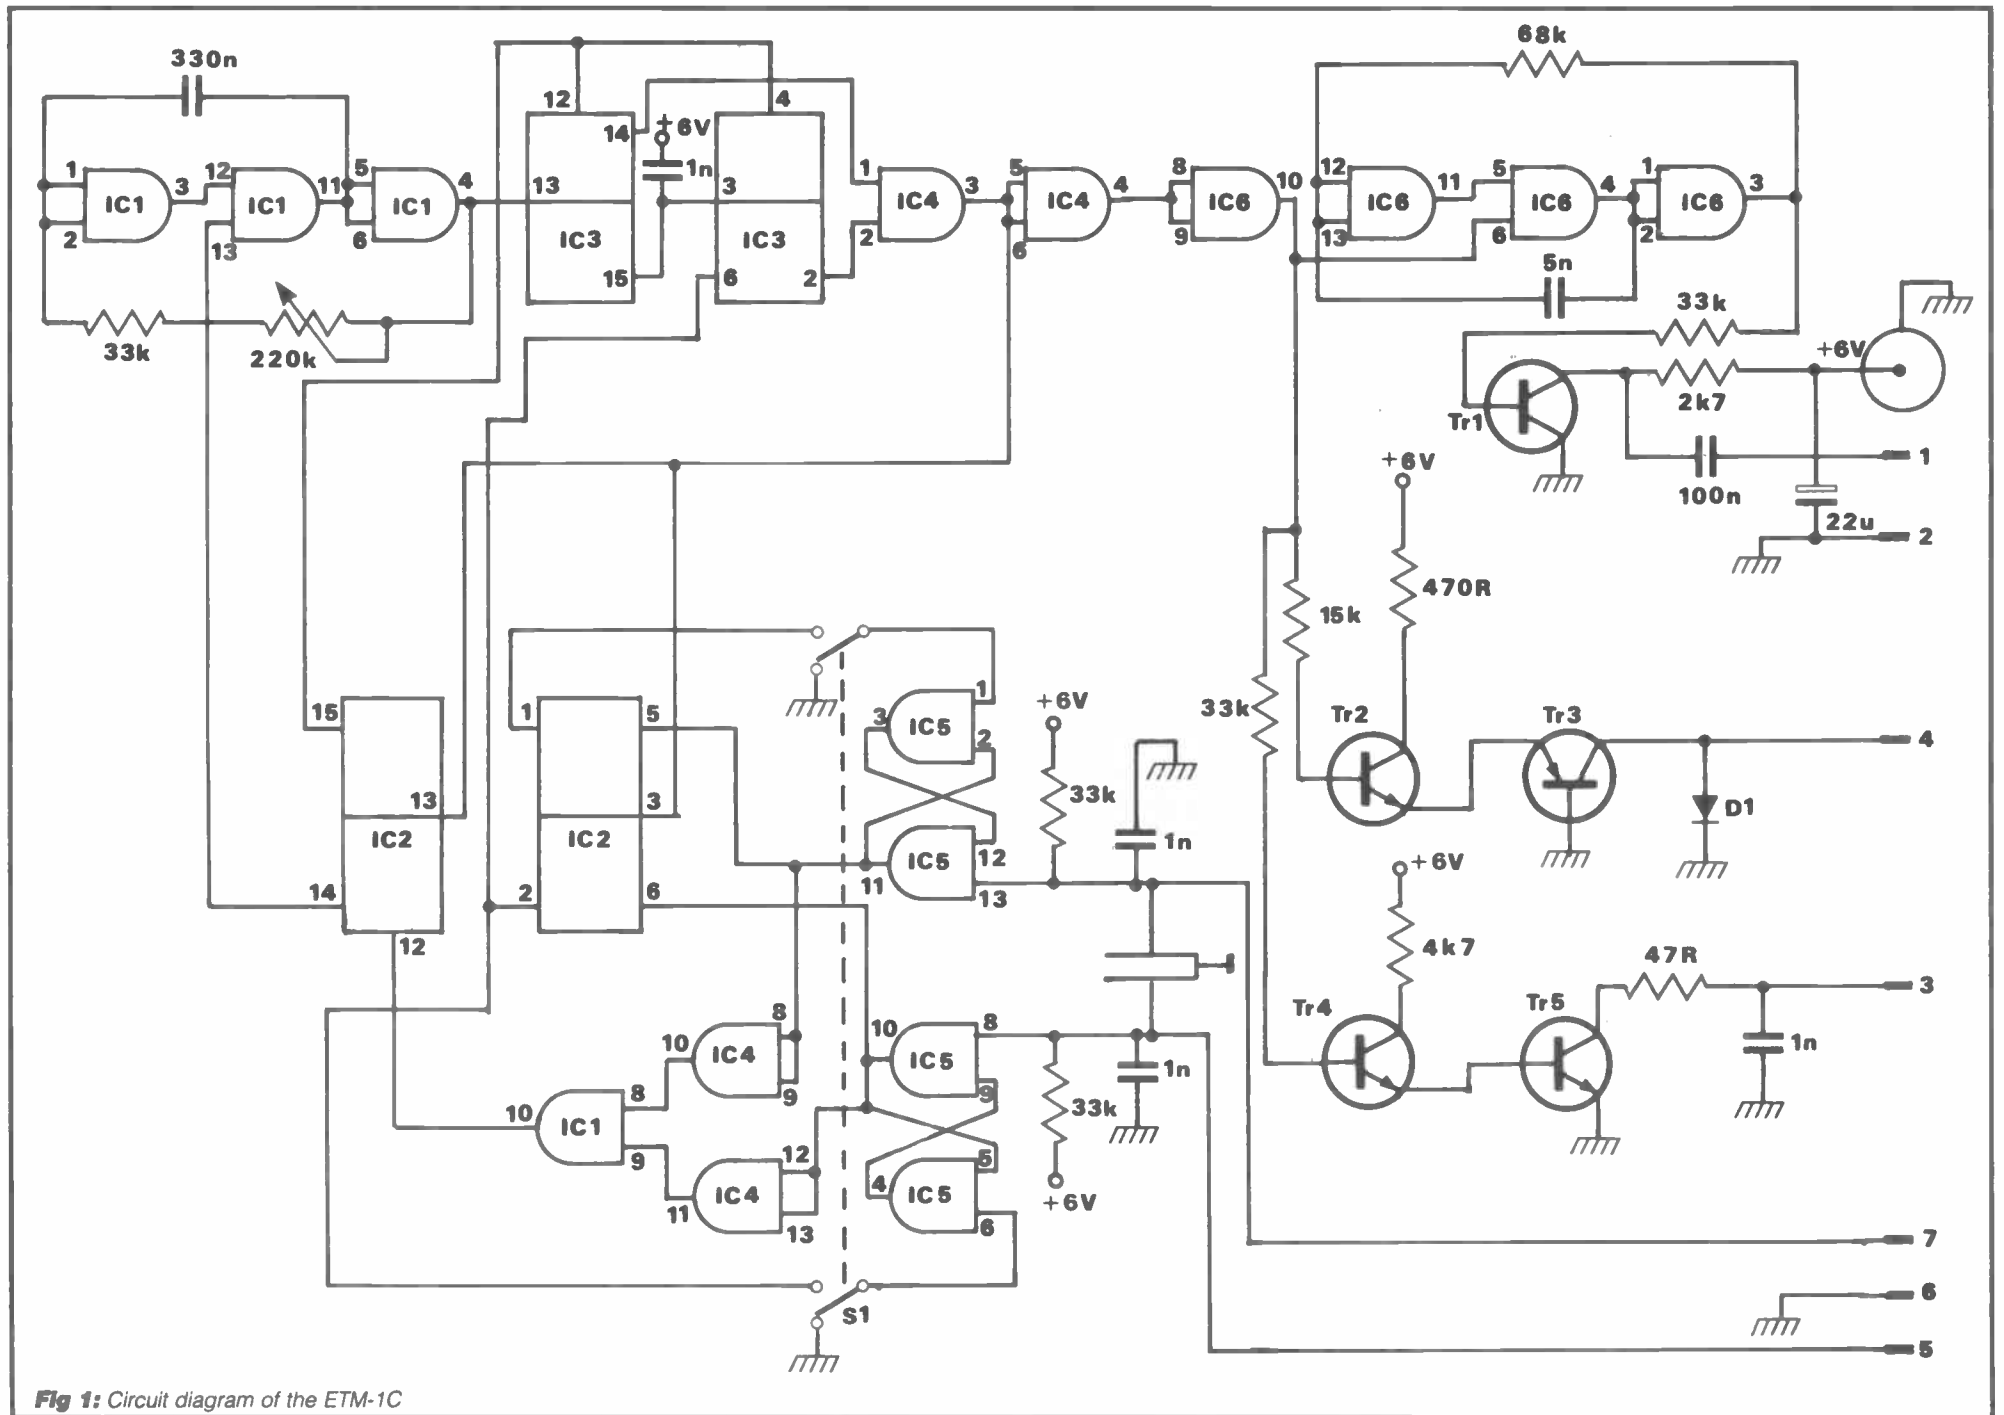 330n
68k
12
4
14
+6V
1n
1
12
5
3
11
4
13
3
1
5
8
12
5
1
3
4
10
11
4
3
IC1
IC1
IC1
IC3
IC3
IC4
IC4
IC6
IC6
IC6
IC6
2
13
6
15
6
2
2
6
9
13
6
2
5n
33k
220k
33k
+6V
2k7
Tr1
+6V
1
100n
22u
2
470R
15k
15
1
5
3
1
IC5
2
+6V
33k
Tr2
Tr3
4
33k
1n
D1
13
3
IC2
IC2
IC5
12
11
13
14
2
6
12
+6V
4k7
47R
3
Tr4
Tr5
1n
8
10
IC4
9
10
8
IC5
9
1n
33k
10
8
IC1
9
12
IC4
11
13
5
4
IC5
6
+6V
7
6
S1
5
Fig 1: Circuit diagram of the ETM-1C